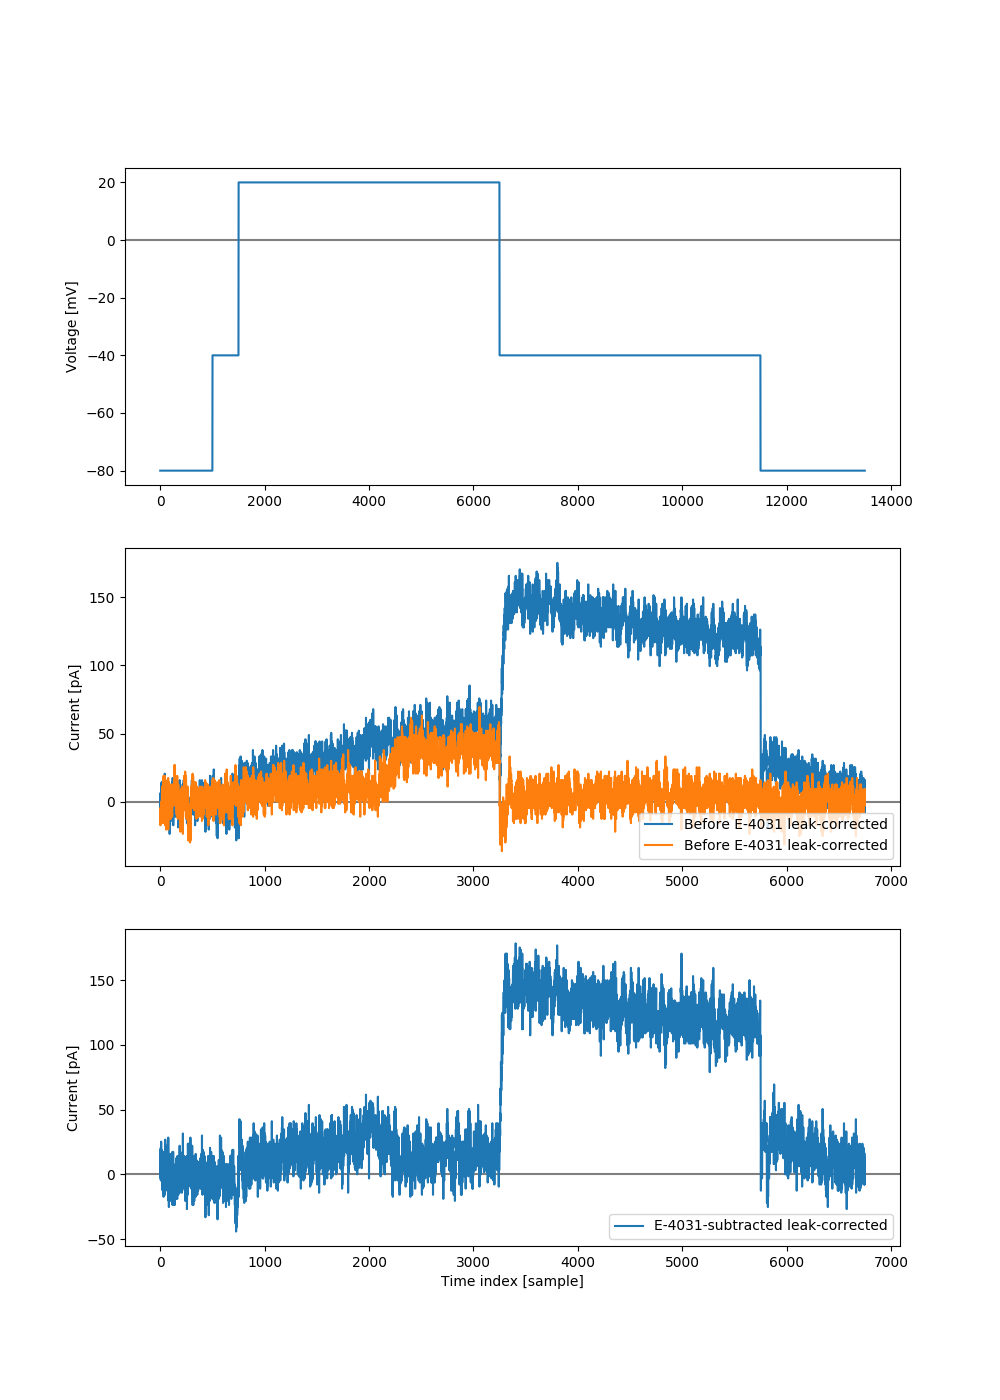 20
0
−20
−40
−60
−80
Voltage [mV]
0 2000 4000 6000 8000 10000 12000 14000
150
100
50
0
Current [pA]
Before E-4031 leak-corrected
Before E-4031 leak-corrected
0 1000 2000 3000 4000 5000 6000 7000
150
100
50
0
−50
Current [pA]
E-4031-subtracted leak-corrected
0 1000 2000 3000 4000 5000 6000 7000
Time index [sample]